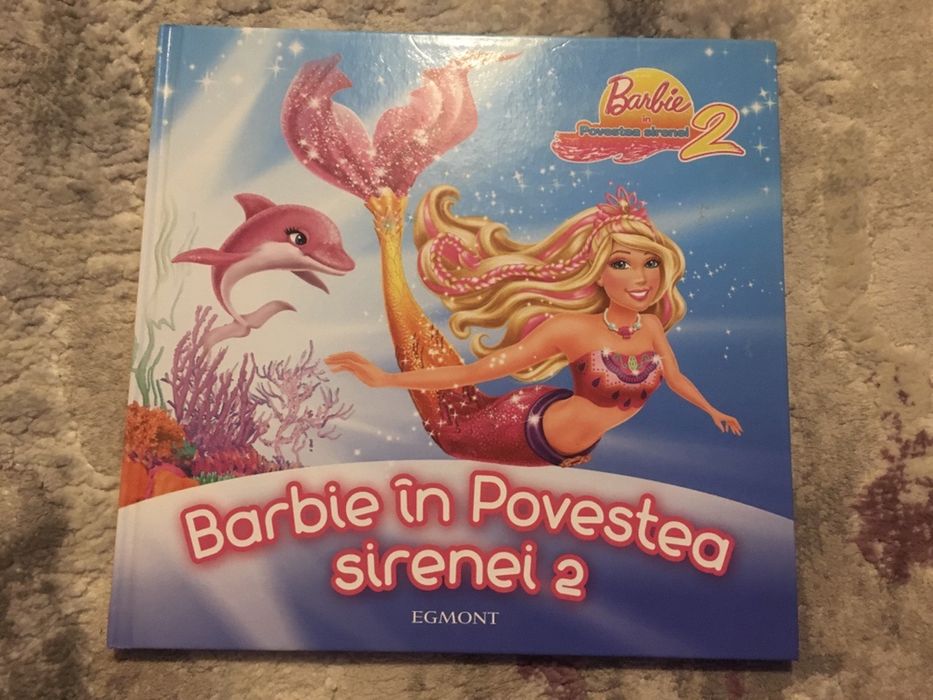 Barbie
în
Povestea sirenei
2
Barbie în Povestea
sirenei 2
EGMONT